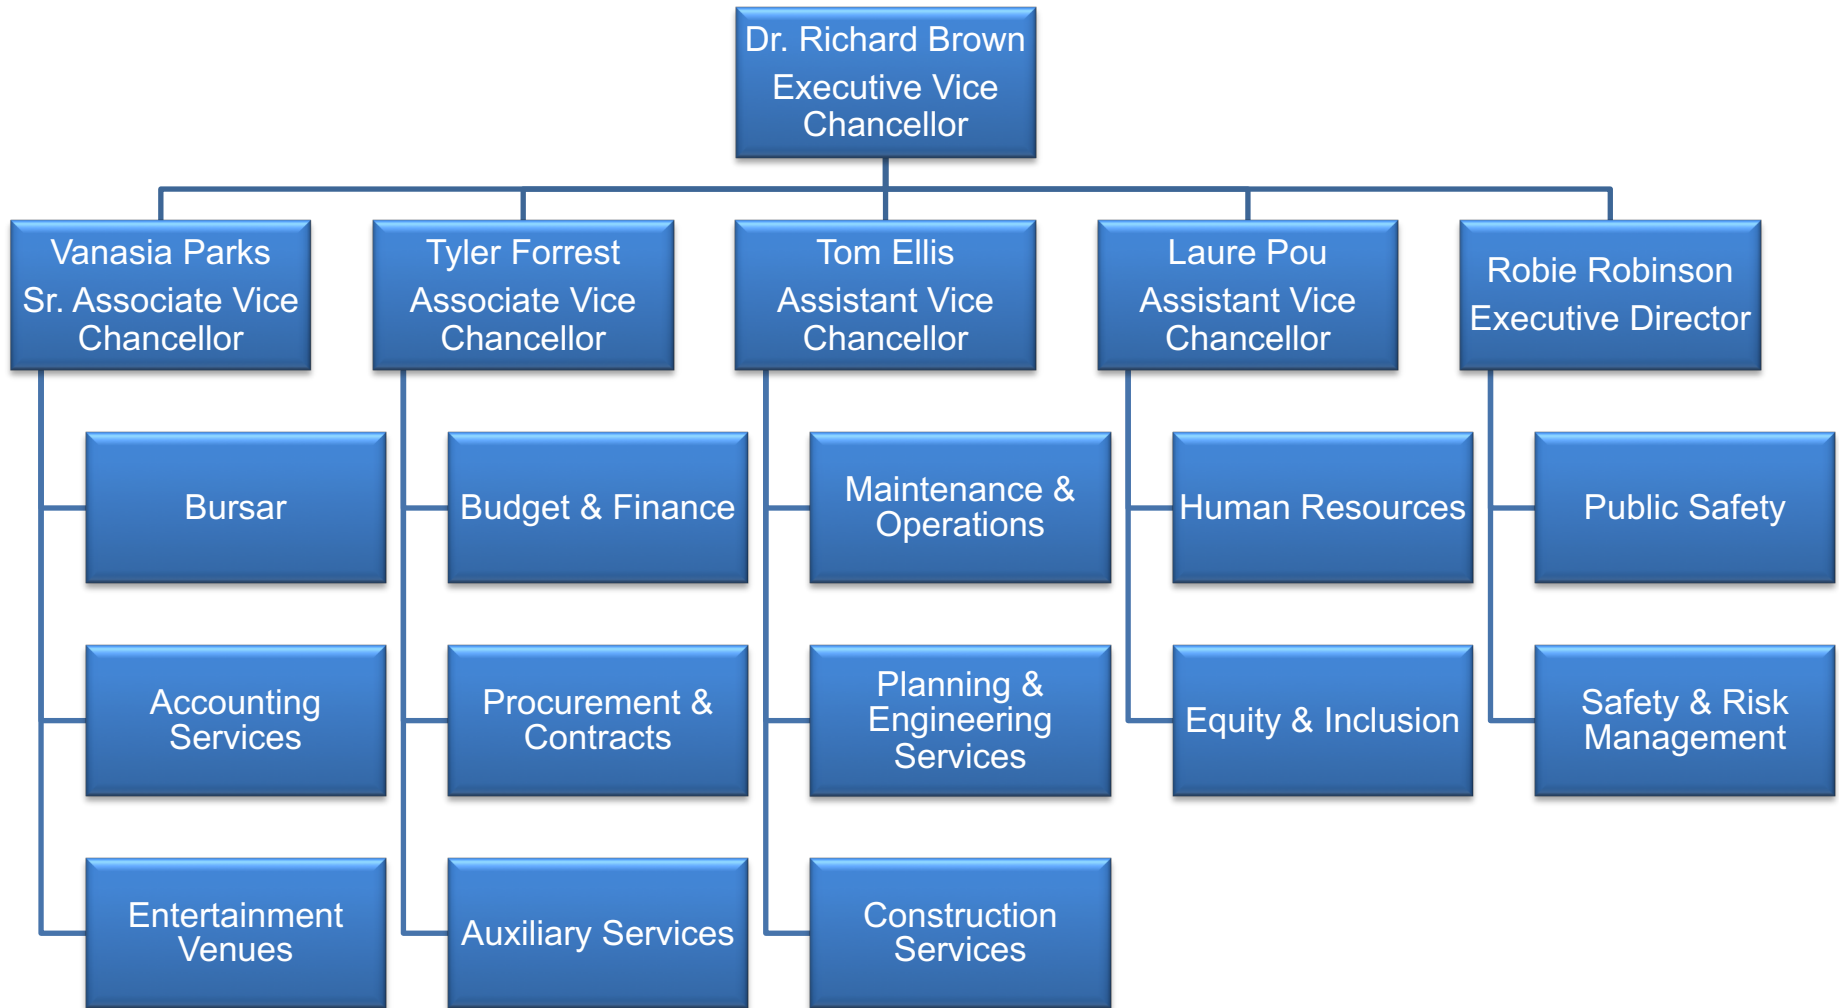 Dr. Richard Brown
Executive Vice
Chancellor
Vanasia Parks
Sr. Associate Vice
Chancellor
Tyler Forrest
Associate Vice
Chancellor
Tom Ellis
Assistant Vice
Chancellor
Laure Pou
Assistant Vice
Chancellor
Robie Robinson
Executive Director
Bursar
Budget & Finance
Maintenance &
Operations
Human Resources
Public Safety
Accounting
Services
Procurement &
Contracts
Planning &
Engineering
Services
Equity & Inclusion
Safety & Risk
Management
Entertainment
Venues
Auxiliary Services
Construction
Services